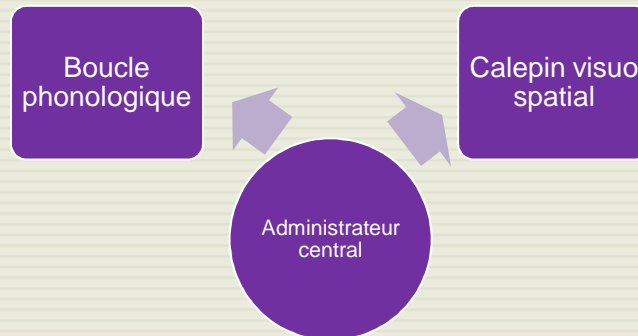 Boucle
phonologique
Calepin visuo
spatial
Administrateur
central